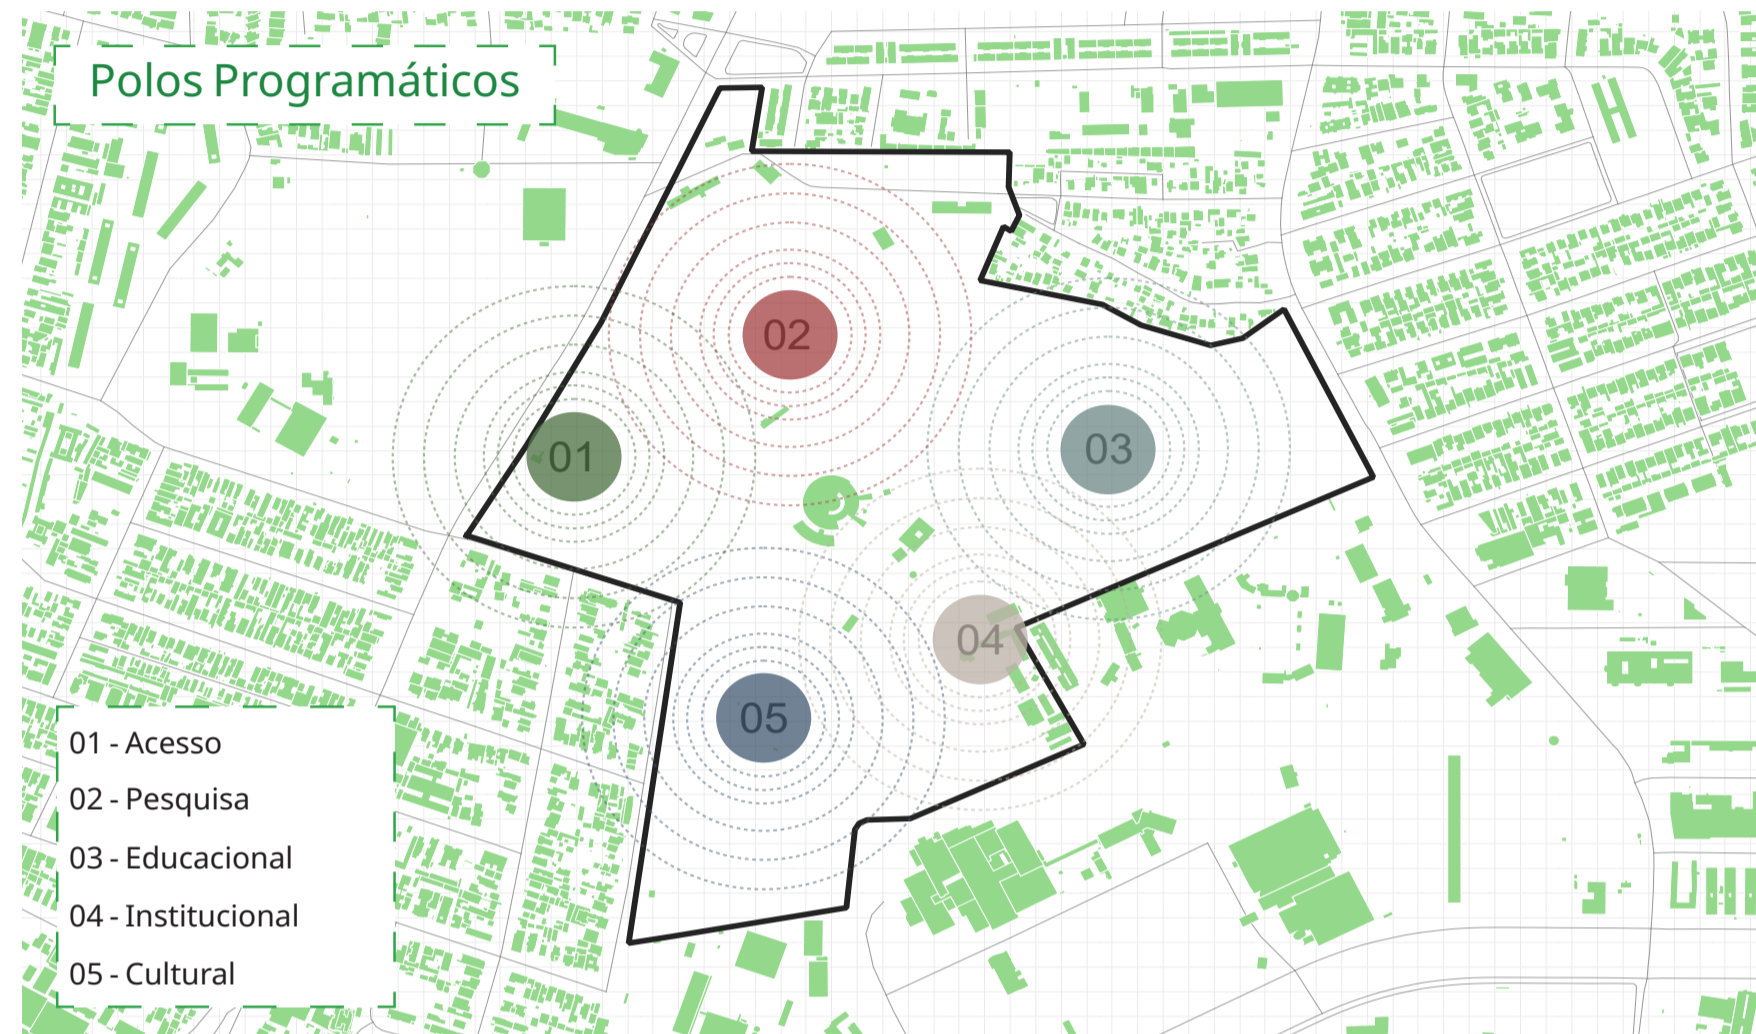 Polos Programáticos
02
01
03
04
05
01 - Acesso
02 - Pesquisa
03 - Educacional
04 - Institucional
05 - Cultural